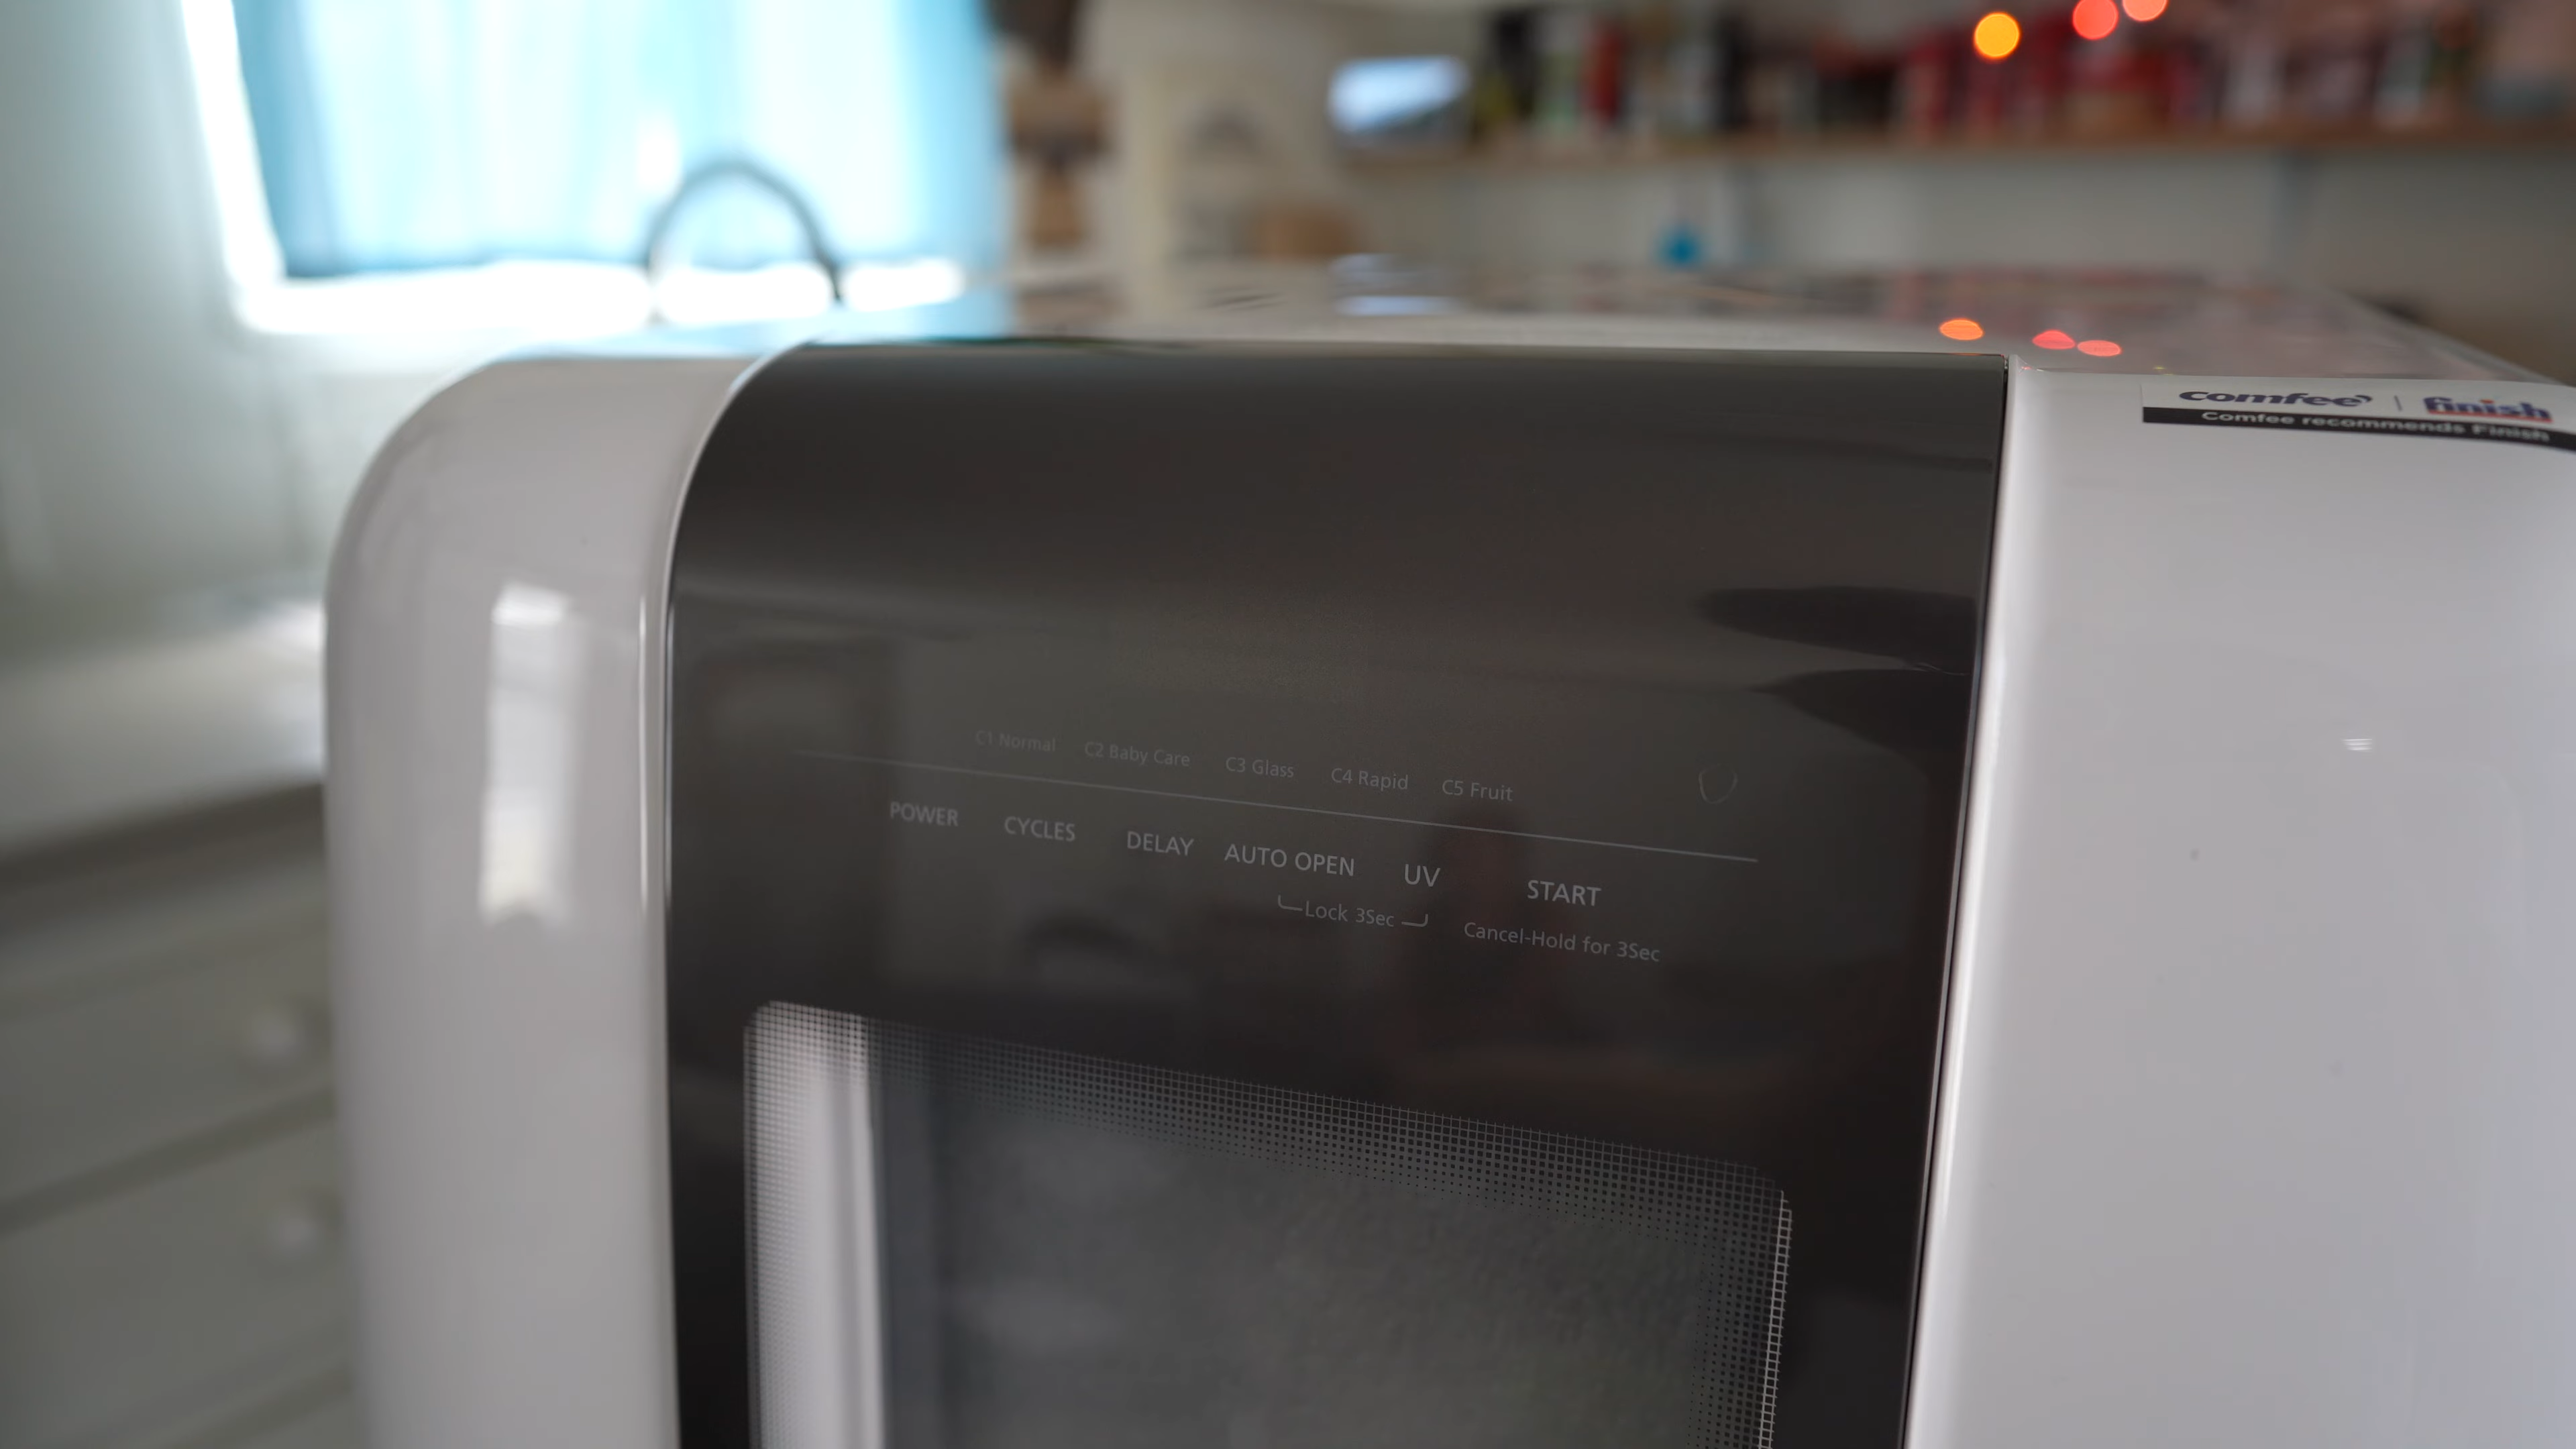 comfee | finish
Comfee recommends Finish
C1 Normal C2 Baby Care C3 Glass C4 Rapid C5 Fruit
POWER CYCLES DELAY AUTO OPEN UV START
Lock 3Sec Cancel-Hold for 3Sec